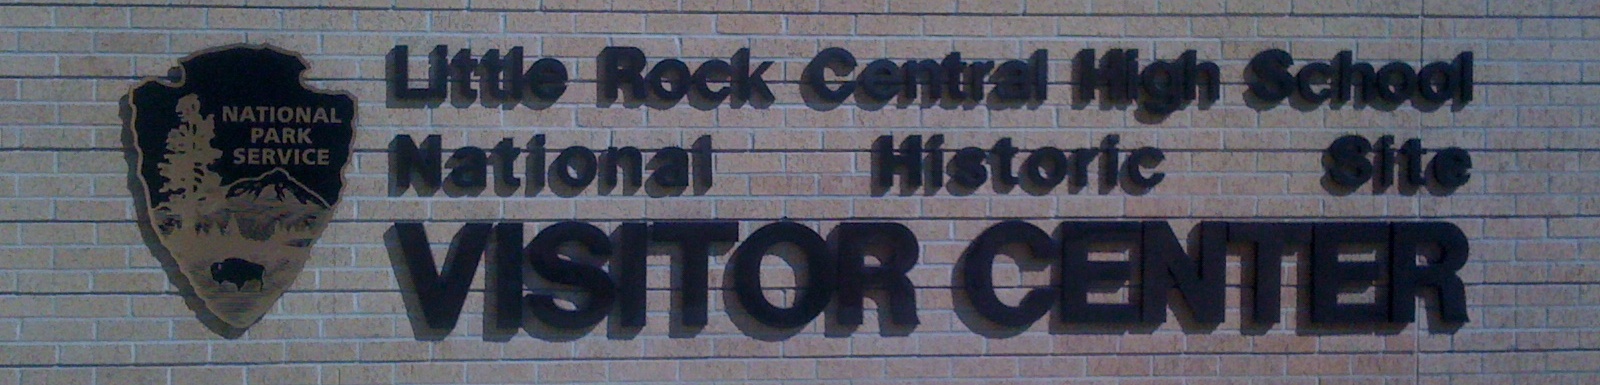 NATIONAL
PARK
SERVICE
Little Rock Central High School
National Historic Site
VISITOR CENTER